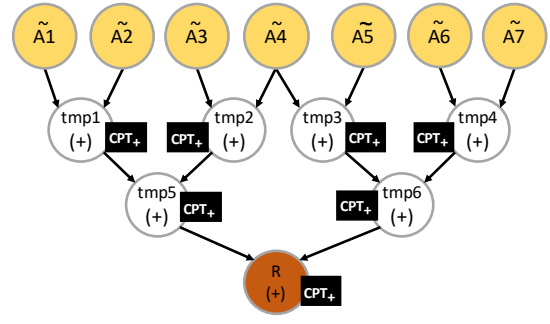 Ã1 Ã2 Ã3 Ã4 Ã5 Ã6 Ã7
tmp1 tmp2 tmp3 tmp4
(+) (+) (+) (+)
CPT₊ CPT₊ CPT₊ CPT₊
tmp5 tmp6
(+) (+)
CPT₊ CPT₊
R
(+)
CPT₊